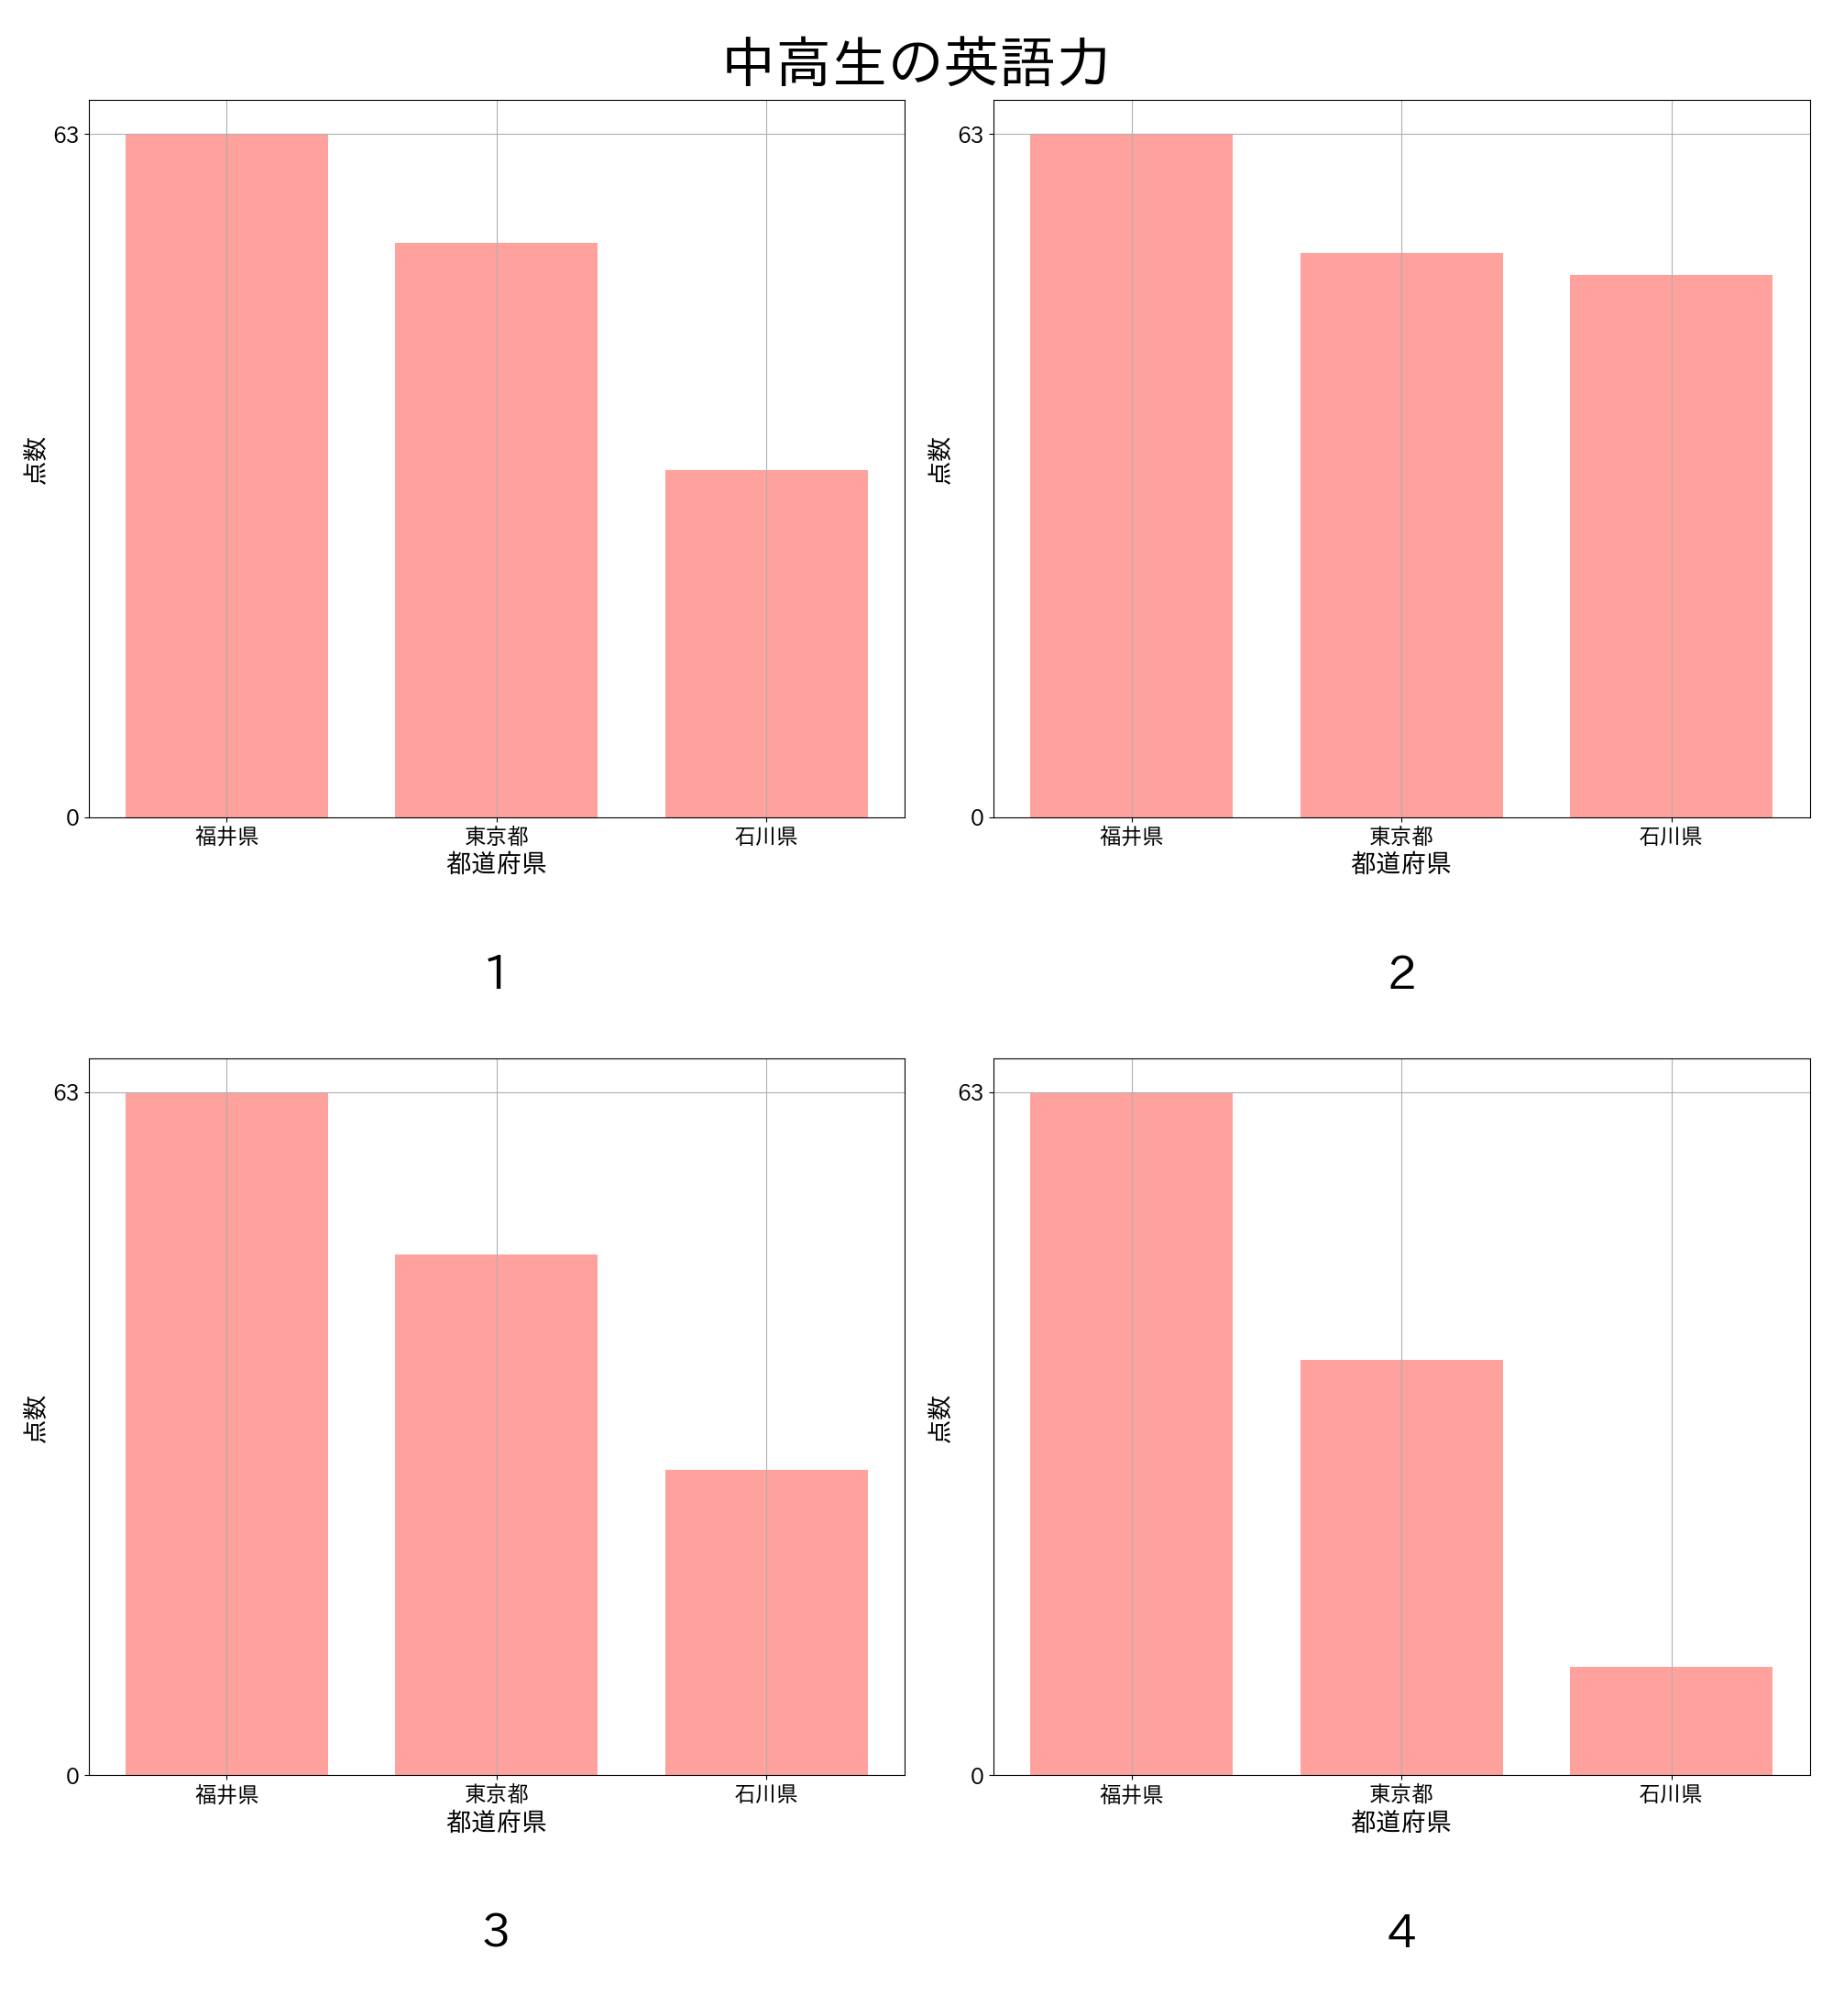 中高生の英語力
63
点数
0
福井県 東京都 石川県
都道府県
1
63
点数
0
福井県 東京都 石川県
都道府県
2
63
点数
0
福井県 東京都 石川県
都道府県
3
63
点数
0
福井県 東京都 石川県
都道府県
4